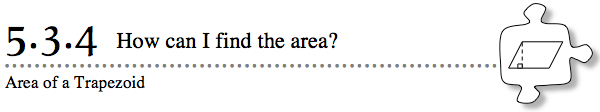 5.3.4 How can I find the area?
Area of a Trapezoid